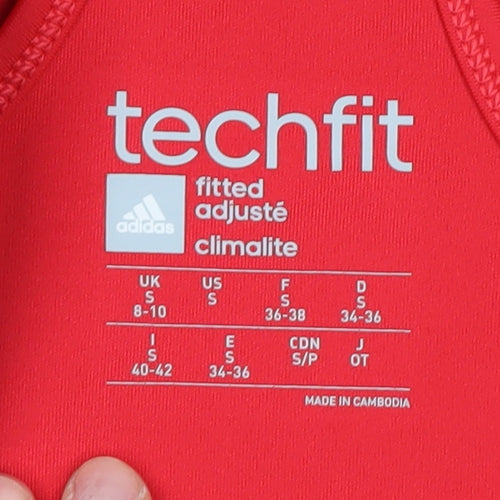 techfit
adidas
fitted
adjusté
climalite
UK US F D
S S S S
8-10 36-38 34-36
I E CDN J
S S S/P OT
40-42 34-36
MADE IN CAMBODIA